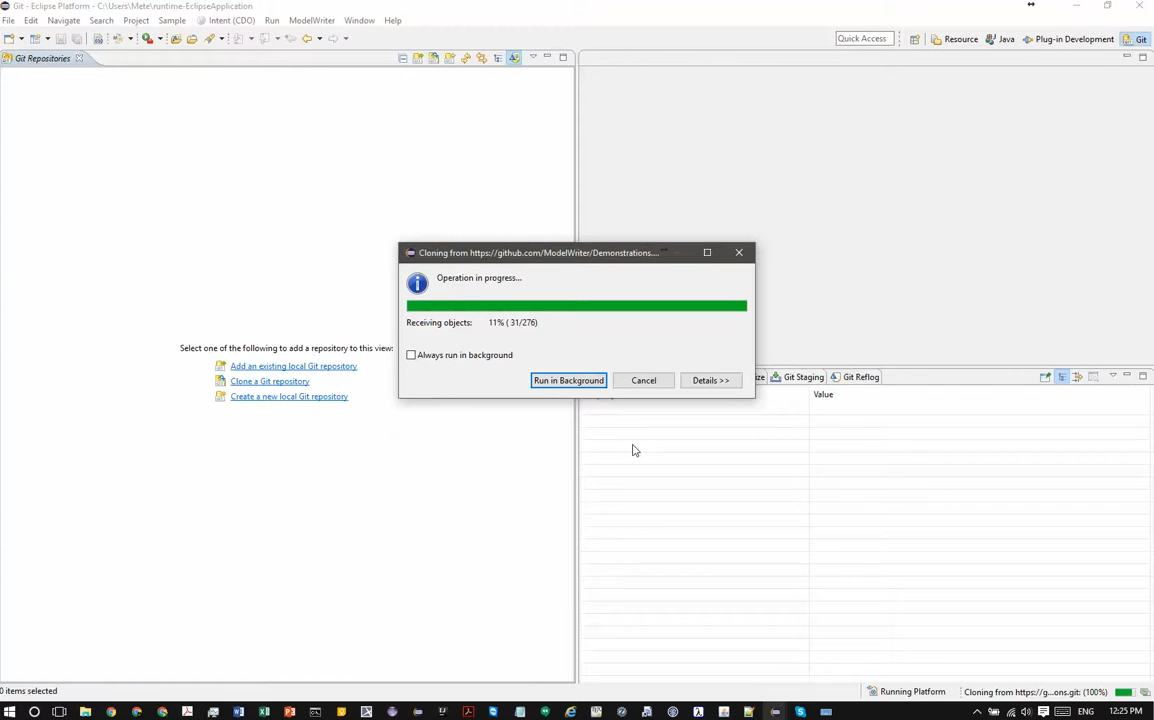 Git - Eclipse Platform - C:\Users\Mete\runtime-EclipseApplication
File Edit Navigate Search Project Sample Intent (CDO) Run ModelWriter Window Help
Quick Access Resource Java Plug-in Development Git
Git Repositories
Cloning from https://github.com/ModelWriter/Demonstrations....
Operation in progress...
Receiving objects: 11% ( 31/276)
Always run in background
Run in Background Cancel Details >>
Select one of the following to add a repository to this view:
Add an existing local Git repository
Clone a Git repository
Create a new local Git repository
Git Staging Git Reflog
Value
0 items selected
Running Platform Cloning from https://g...ons.git: (100%)
ENG 12:25 PM